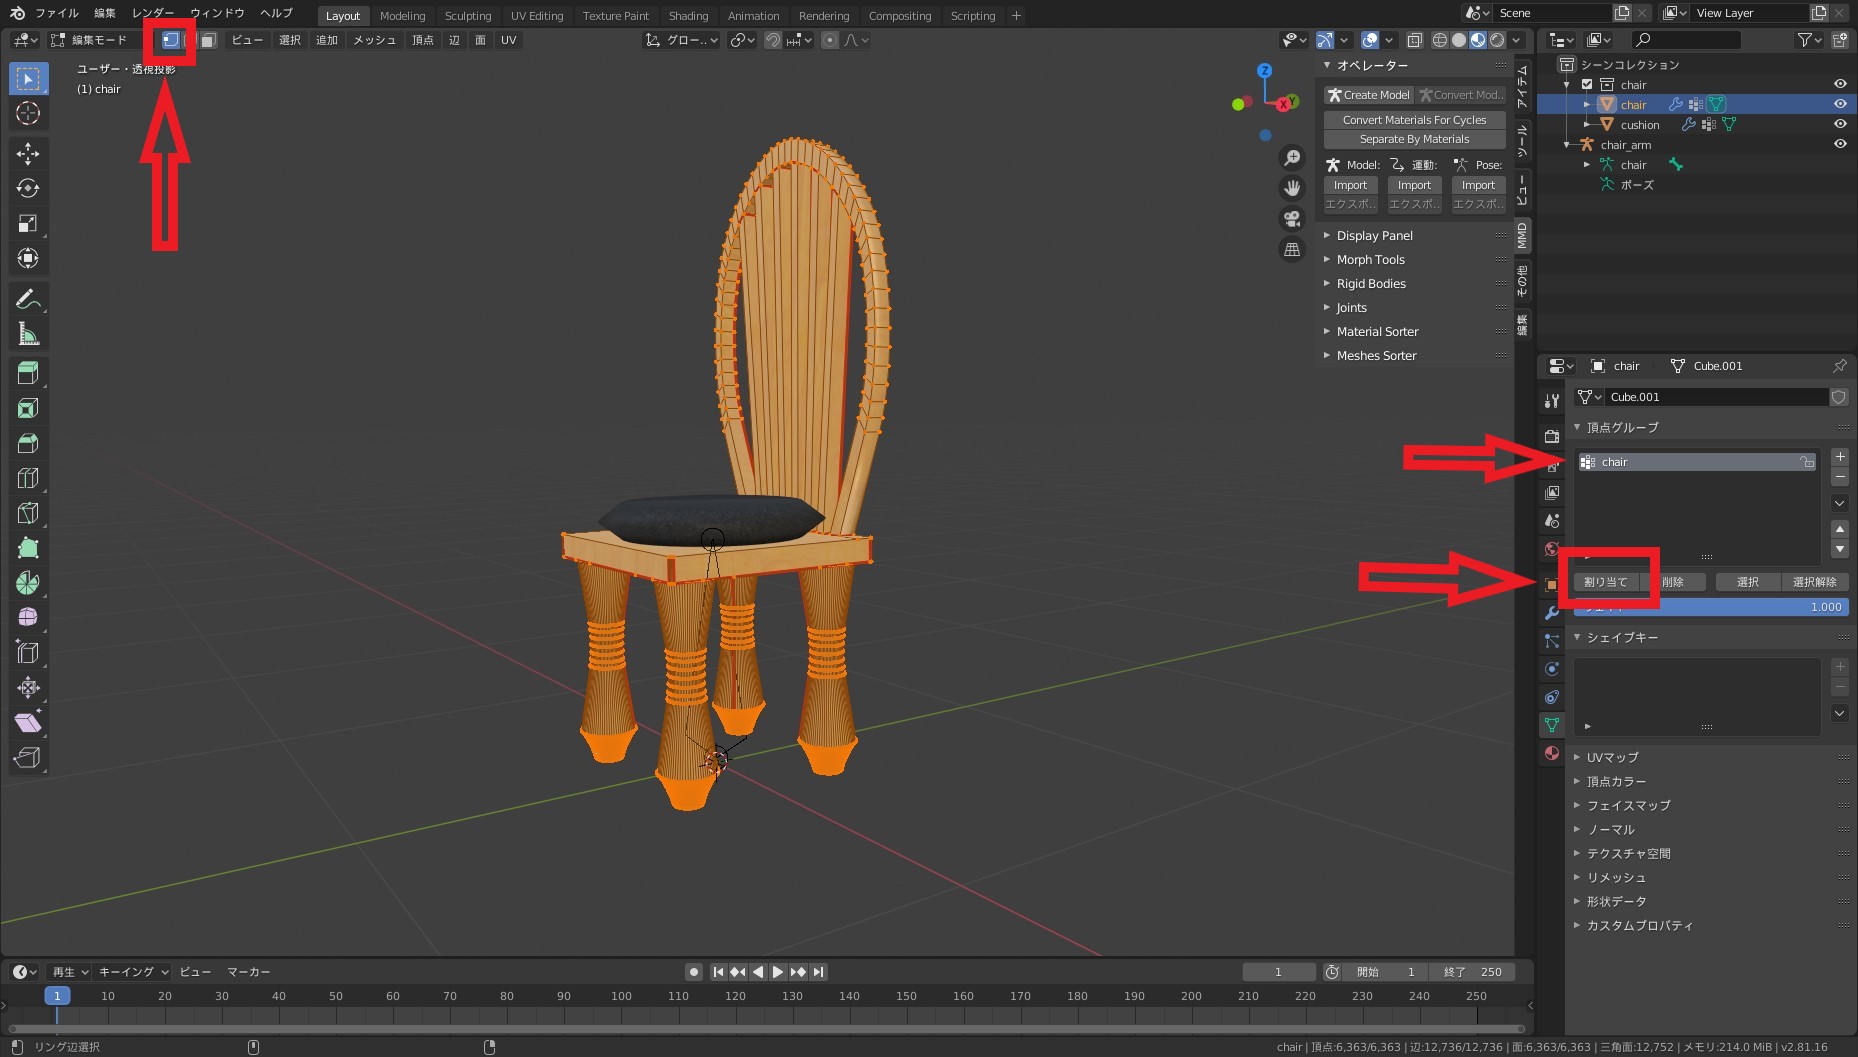 ファイル 編集 レンダー ウィンドウ ヘルプ Layout Modeling Sculpting UV Editing Texture Paint Shading Animation Rendering Compositing Scripting + Scene View Layer
編集モード ビュー 選択 追加 メッシュ 頂点 辺 面 UV グロー..
ユーザー・透視投影
(1) chair
Z
Y
X
オペレーター
Create Model Convert Mod..
Convert Materials For Cycles
Separate By Materials
Model: 運動: Pose:
Import Import Import
エクスポ.. エクスポ.. エクスポ..
Display Panel
Morph Tools
Rigid Bodies
Joints
Material Sorter
Meshes Sorter
アイテム
ツール
ビュー
MMD
その他
編集
シーンコレクション
chair
chair
cushion
chair_arm
chair
ポーズ
chair Cube.001
Cube.001
頂点グループ
chair
割り当て 削除 選択 選択解除
1.000
シェイプキー
UVマップ
頂点カラー
フェイスマップ
ノーマル
テクスチャ空間
リメッシュ
形状データ
カスタムプロパティ
再生 キーイング ビュー マーカー 1 開始 1 終了 250
1 10 20 30 40 50 60 70 80 90 100 110 120 130 140 150 160 170 180 190 200 210 220 230 240 250
リング辺選択 chair | 頂点:6,363/6,363 | 辺:12,736/12,736 | 面:6,363/6,363 | 三角面:12,752 | メモリ:214.0 MiB | v2.81.16